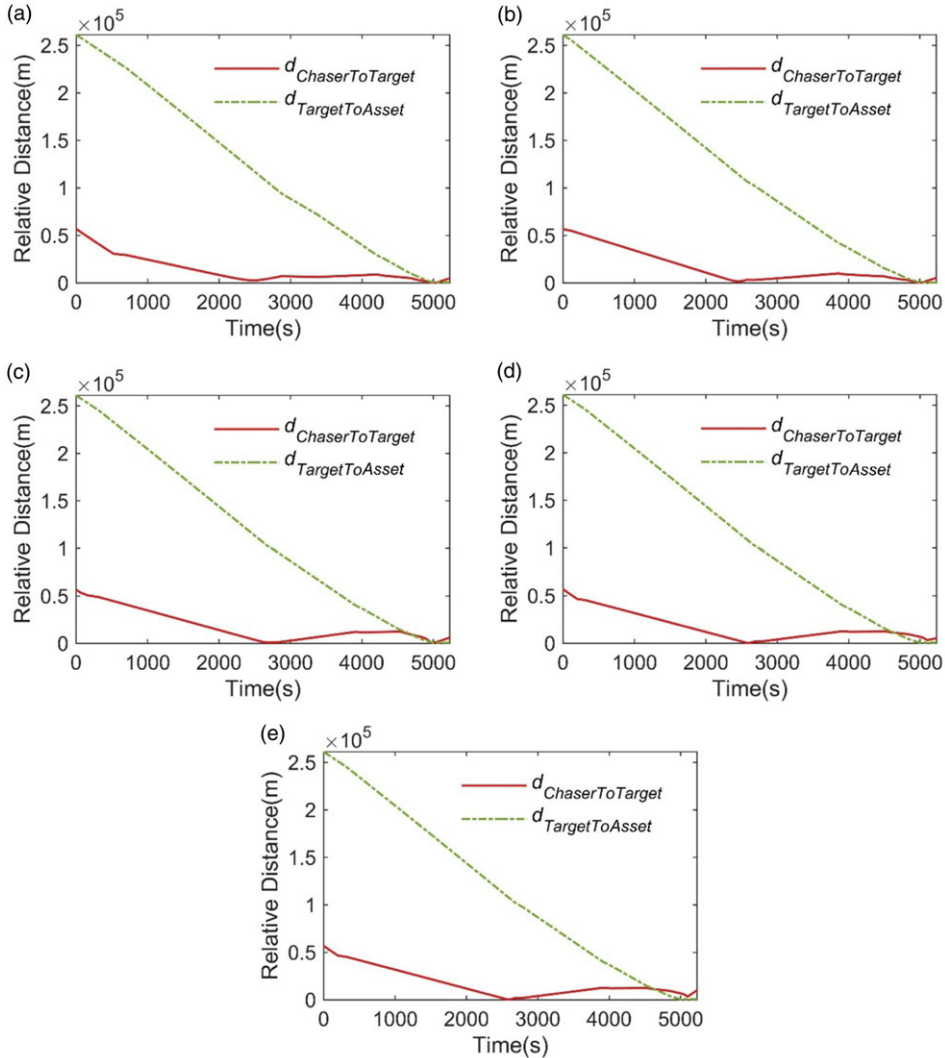 (a)
×10^5
2.5
2
1.5
1
0.5
0
Relative Distance(m)
d_ChaserToTarget
d_TargetToAsset
0 1000 2000 3000 4000 5000
Time(s)
(b)
×10^5
2.5
2
1.5
1
0.5
0
Relative Distance(m)
d_ChaserToTarget
d_TargetToAsset
0 1000 2000 3000 4000 5000
Time(s)
(c)
×10^5
2.5
2
1.5
1
0.5
0
Relative Distance(m)
d_ChaserToTarget
d_TargetToAsset
0 1000 2000 3000 4000 5000
Time(s)
(d)
×10^5
2.5
2
1.5
1
0.5
0
Relative Distance(m)
d_ChaserToTarget
d_TargetToAsset
0 1000 2000 3000 4000 5000
Time(s)
(e)
×10^5
2.5
2
1.5
1
0.5
0
Relative Distance(m)
d_ChaserToTarget
d_TargetToAsset
0 1000 2000 3000 4000 5000
Time(s)